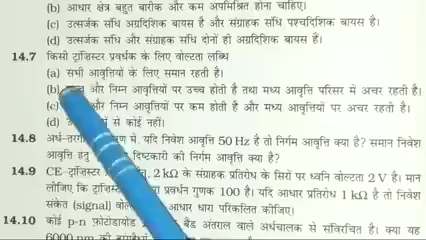 (b) आधार क्षेत्र बहुत बारीक और कम अपमिश्रित होना चाहिए।
(c) उत्सर्जक संधि अग्रदिशिक बायस है और संग्राहक संधि पश्चदिशिक बायस है।
(d) उत्सर्जक संधि और संग्राहक संधि दोनों ही अग्रदिशिक बायस हैं।
14.7 किसी ट्रांजिस्टर प्रवर्धक के लिए वोल्टता लब्धि
(a) सभी आवृत्तियों के लिए समान रहती है।
(b) और निम्न आवृत्तियों पर उच्च होती है तथा मध्य आवृत्ति परिसर में अचर रहती है।
(c) और निम्न आवृत्तियों पर कम होती है और मध्य आवृत्तियों पर अचर रहती है।
(d) से कोई नहीं।
14.8 अर्ध-तरंगी में, यदि निवेश आवृत्ति 50 Hz है तो निर्गम आवृत्ति क्या है? समान निवेश
आवृत्ति हेतु दिष्टकारी की निर्गम आवृत्ति क्या है?
14.9 CE-ट्रांजिस्टर 2 kΩ के संग्राहक प्रतिरोध के सिरों पर ध्वनि वोल्टता 2 V है। मान
लीजिए कि प्रवर्धन गुणक 100 है। यदि आधार प्रतिरोध 1 kΩ है तो निवेश
संकेत (signal) आधार धारा परिकलित कीजिए।
14.10 कोई p-n फोटोडायोड बैंड अंतराल वाले अर्धचालक से संविरचित है। क्या यह
6000 nm की